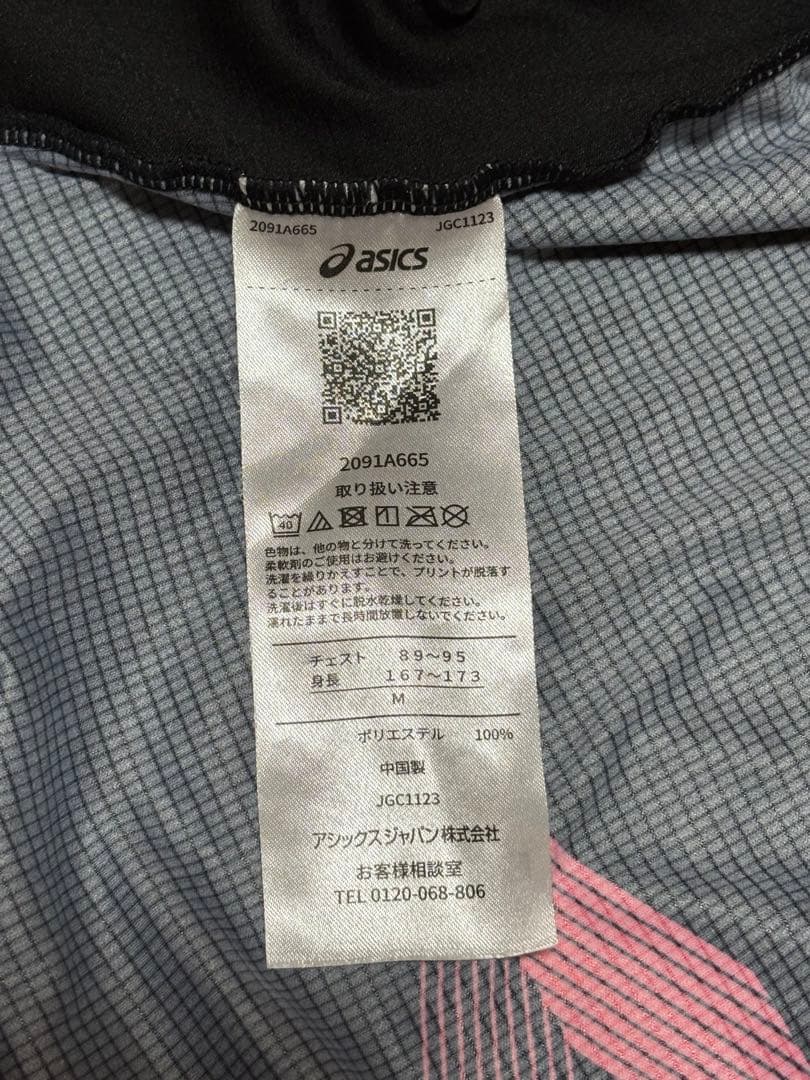 2091A665 JGC1123
asics
2091A665
取り扱い注意
40
色物は、他の物と分けて洗ってください。
柔軟剤のご使用はお避けください。
洗濯を繰りかえすことで、プリントが脱落す
ることがあります。
洗濯後はすぐに脱水乾燥してください。
濡れたままで長時間放置しないでください。
チェスト 89～95
身長 167～173
M
ポリエステル 100%
中国製
JGC1123
アシックスジャパン株式会社
お客様相談室
TEL 0120-068-806